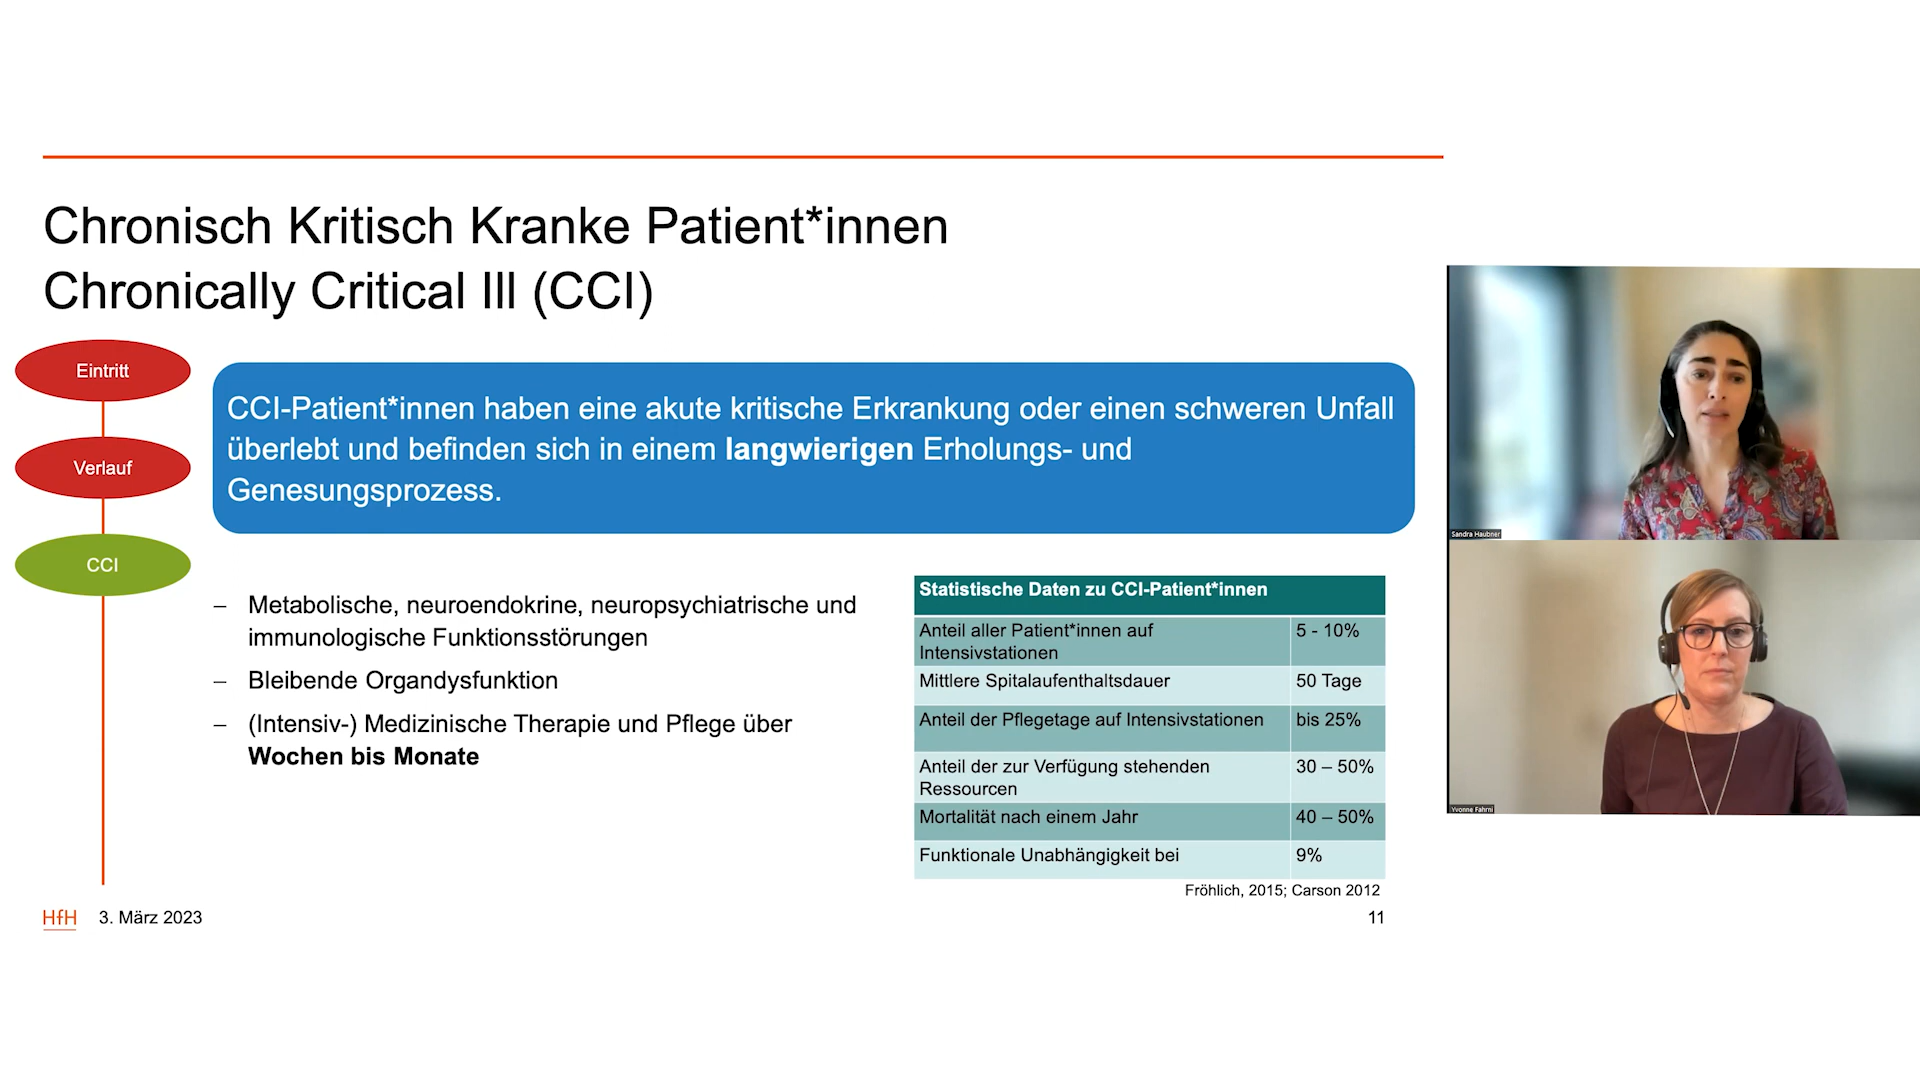 Chronisch Kritisch Kranke Patient*innen
Chronically Critical Ill (CCI)
Eintritt
Verlauf
CCI
CCI-Patient*innen haben eine akute kritische Erkrankung oder einen schweren Unfall
überlebt und befinden sich in einem langwierigen Erholungs- und
Genesungsprozess.
– Metabolische, neuroendokrine, neuropsychiatrische und
immunologische Funktionsstörungen
– Bleibende Organdysfunktion
– (Intensiv-) Medizinische Therapie und Pflege über
Wochen bis Monate
Statistische Daten zu CCI-Patient*innen
Anteil aller Patient*innen auf 5 - 10%
Intensivstationen
Mittlere Spitalaufenthaltsdauer 50 Tage
Anteil der Pflegetage auf Intensivstationen bis 25%
Anteil der zur Verfügung stehenden 30 – 50%
Ressourcen
Mortalität nach einem Jahr 40 – 50%
Funktionale Unabhängigkeit bei 9%
Fröhlich, 2015; Carson 2012
HfH 3. März 2023
11
Sandra Haubner
Yvonne Fahrni